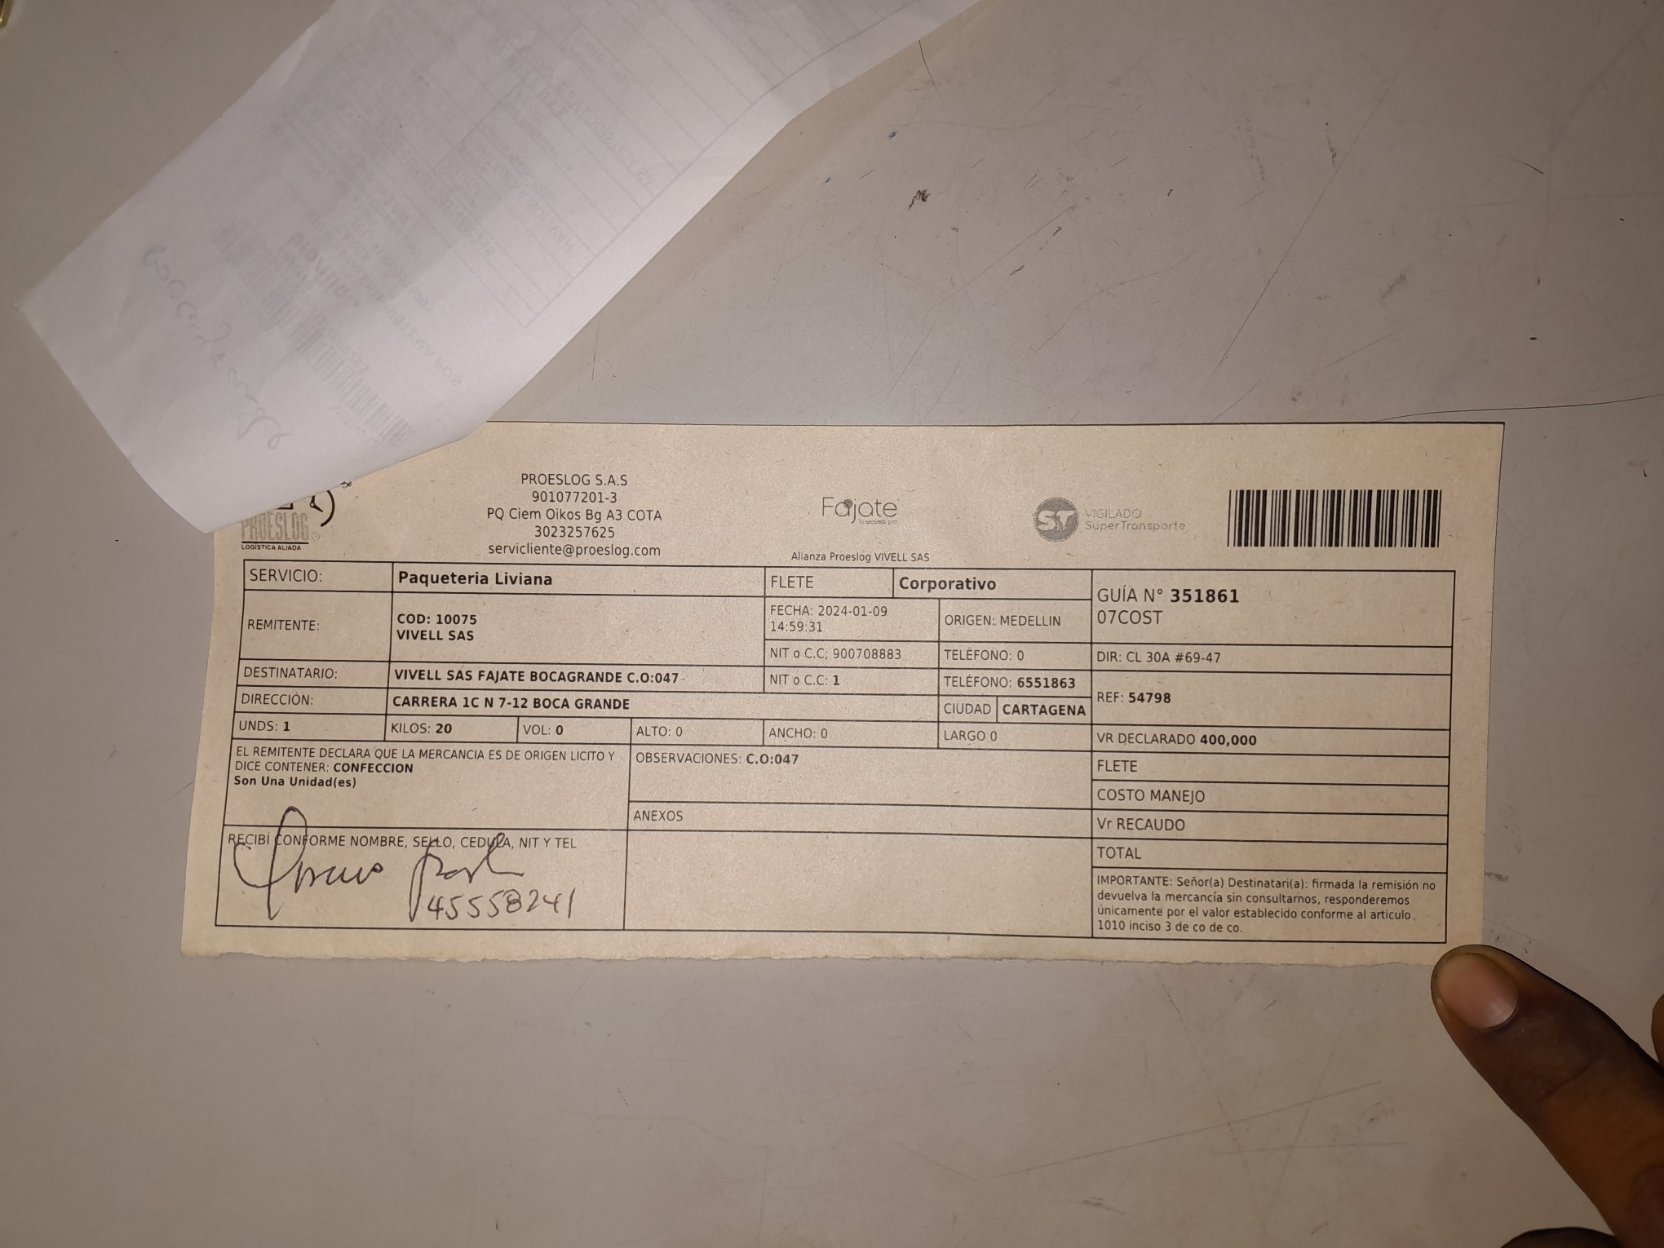 PROESLOG S.A.S
901077201-3
PQ Ciem Oikos Bg A3 COTA
3023257625
servicliente@proeslog.com
PROESLOG
LOGÍSTICA ALIADA
Fajate
Alianza Proeslog VIVELL SAS
ST VIGILADO
SuperTransporte
SERVICIO: Paqueteria Liviana FLETE Corporativo
GUÍA N° 351861
07COST
REMITENTE: COD: 10075
VIVELL SAS
FECHA: 2024-01-09
14:59:31
ORIGEN: MEDELLIN
NIT o C.C: 900708883 TELÉFONO: 0 DIR: CL 30A #69-47
DESTINATARIO: VIVELL SAS FAJATE BOCAGRANDE C.O:047 NIT o C.C: 1 TELÉFONO: 6551863
REF: 54798
DIRECCIÓN: CARRERA 1C N 7-12 BOCA GRANDE CIUDAD CARTAGENA
UNDS: 1 KILOS: 20 VOL: 0 ALTO: 0 ANCHO: 0 LARGO 0 VR DECLARADO 400,000
EL REMITENTE DECLARA QUE LA MERCANCIA ES DE ORIGEN LICITO Y
DICE CONTENER: CONFECCION
Son Una Unidad(es)
OBSERVACIONES: C.O:047
ANEXOS
FLETE
COSTO MANEJO
Vr RECAUDO
TOTAL
RECIBÍ CONFORME NOMBRE, SELLO, CEDULA, NIT Y TEL
45558241
IMPORTANTE: Señor(a) Destinatari(a): firmada la remisión no
devuelva la mercancía sin consultarnos, responderemos
únicamente por el valor establecido conforme al articulo
1010 inciso 3 de co de co.